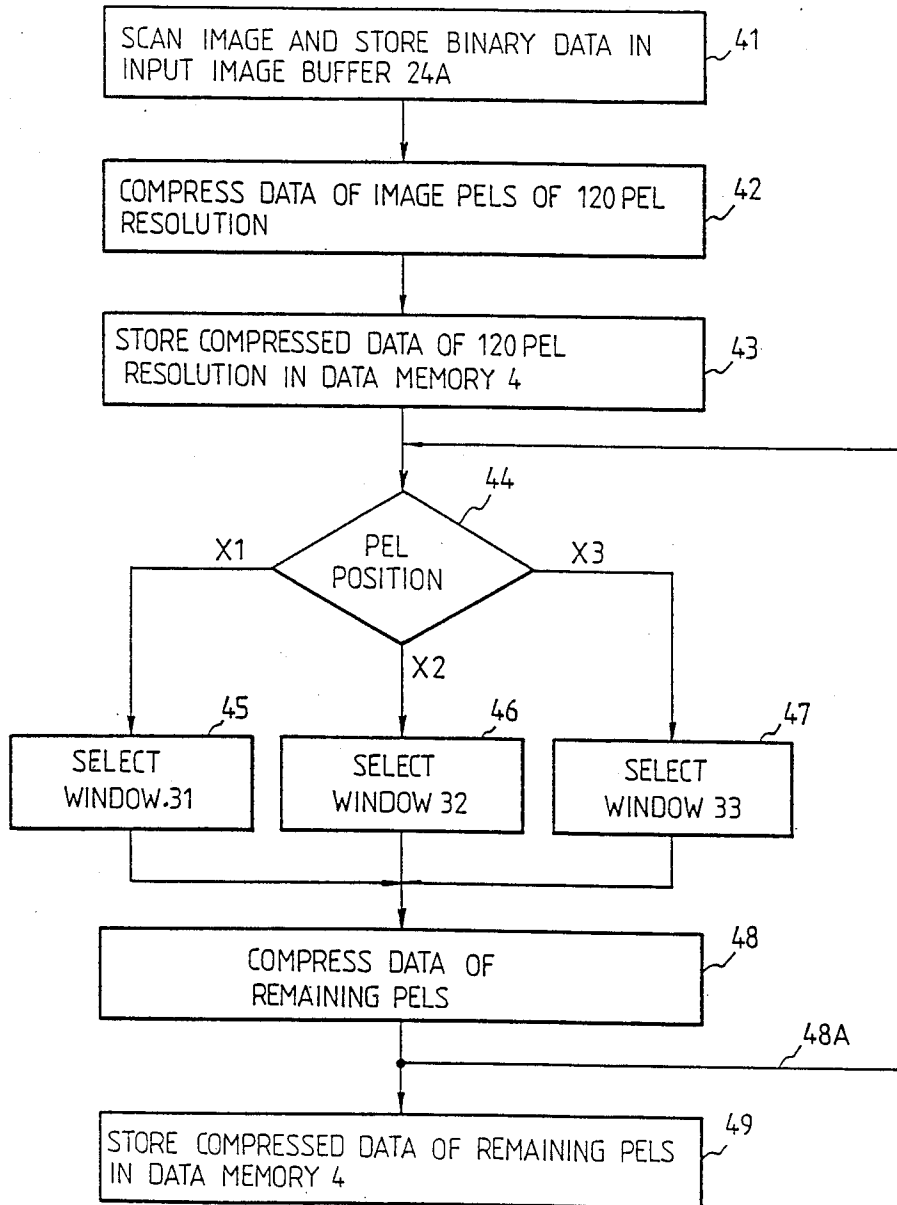 SCAN IMAGE AND STORE BINARY DATA IN
INPUT IMAGE BUFFER 24A
41
COMPRESS DATA OF IMAGE PELS OF 120 PEL
RESOLUTION
42
STORE COMPRESSED DATA OF 120 PEL
RESOLUTION IN DATA MEMORY 4
43
44
PEL
POSITION
X1
X3
X2
45
SELECT
WINDOW.31
46
SELECT
WINDOW 32
47
SELECT
WINDOW 33
COMPRESS DATA OF
REMAINING PELS
48
48A
STORE COMPRESSED DATA OF REMAINING PELS
IN DATA MEMORY 4
49